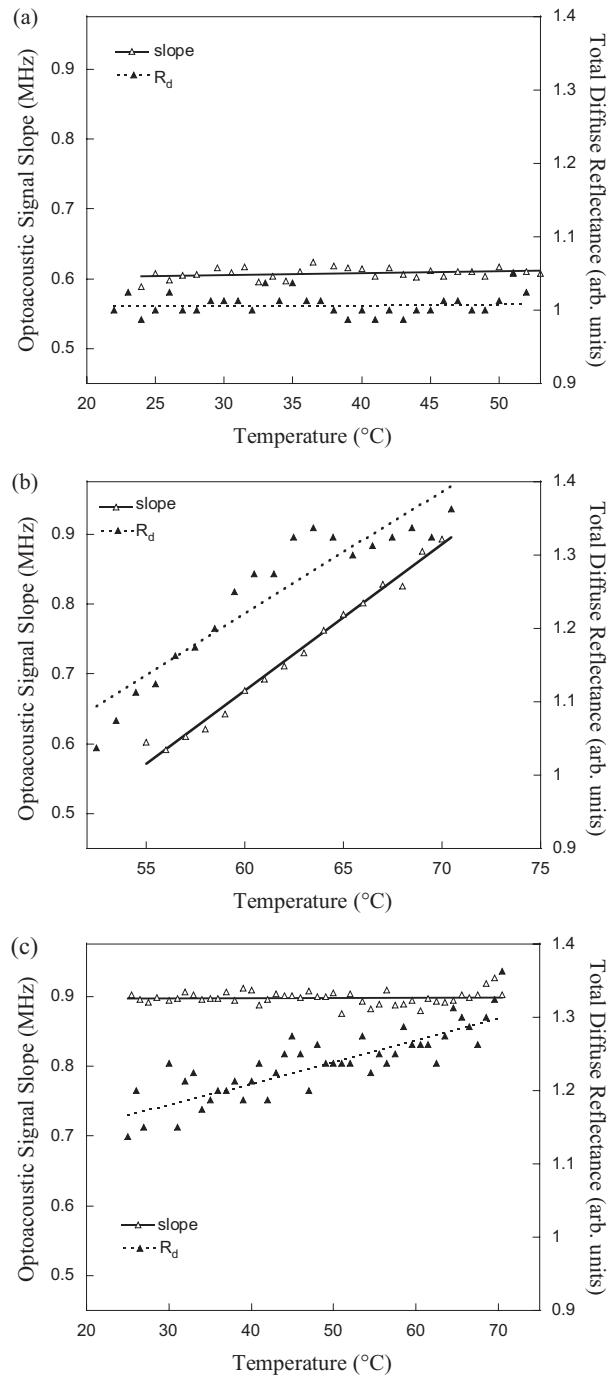 (a)
1.4
slope
R_d
0.9
0.8
0.7
0.6
0.5
1.3
1.2
1.1
1
0.9
Optoacoustic Signal Slope (MHz)
Total Diffuse Reflectance (arb. units)
20 25 30 35 40 45 50
Temperature (°C)
(b)
1.4
slope
R_d
0.9
0.8
0.7
0.6
0.5
1.3
1.2
1.1
1
0.9
Optoacoustic Signal Slope (MHz)
Total Diffuse Reflectance (arb. units)
55 60 65 70 75
Temperature (°C)
(c)
1.4
0.9
0.8
0.7
0.6
0.5
1.3
1.2
1.1
1
0.9
Optoacoustic Signal Slope (MHz)
Total Diffuse Reflectance (arb. units)
slope
R_d
20 30 40 50 60 70
Temperature (°C)